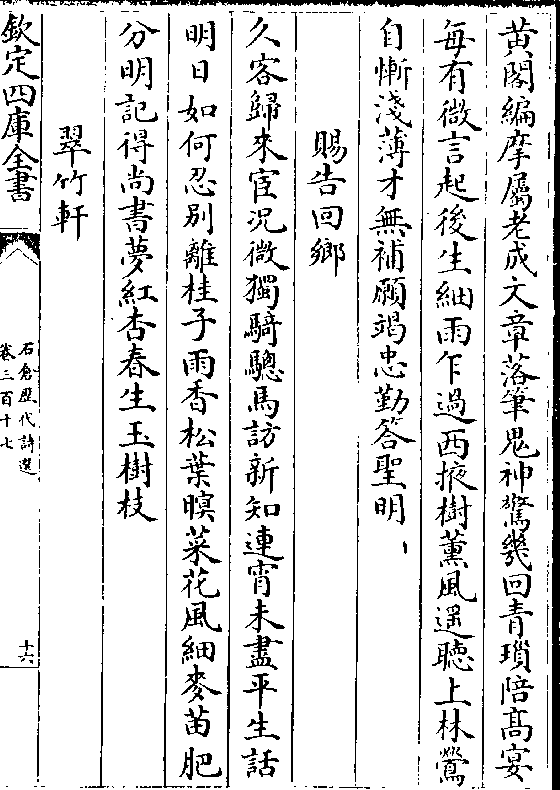 黄閣編摩屬老成文章落筆鬼神驚幾回青瑣陪髙宴
每有微言起後生細雨乍過西掖樹薫風遥聽上林鶯
自慚淺薄才無補願竭忠勤答聖明
賜告回鄉
久客歸來宦況微獨騎驄馬訪新知連宵未盡平生話
明日如何忍别離桂子雨香松葉暝菜花風細麥苗肥
分明記得尚書夢紅杏春生玉樹枝
翠竹軒
欽定四庫全書
石倉歴代詩選
卷三百十七
十六